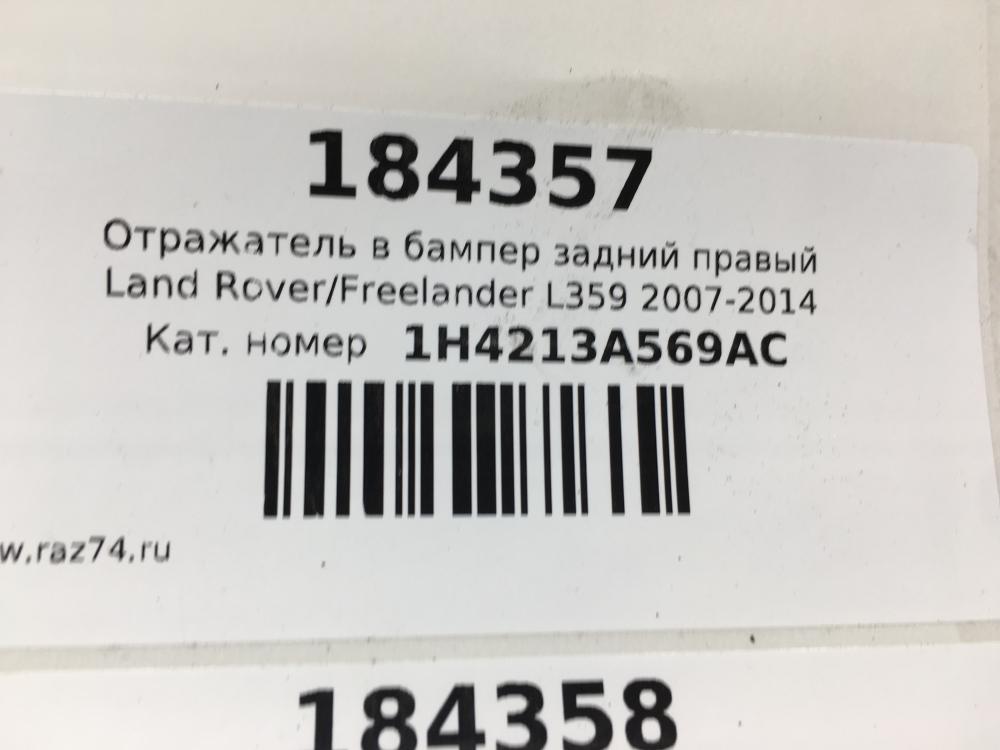 184357
Отражатель в бампер задний правый
Land Rover/Freelander L359 2007-2014
Кат. номер 1H4213A569AC
w.raz74.ru
184358